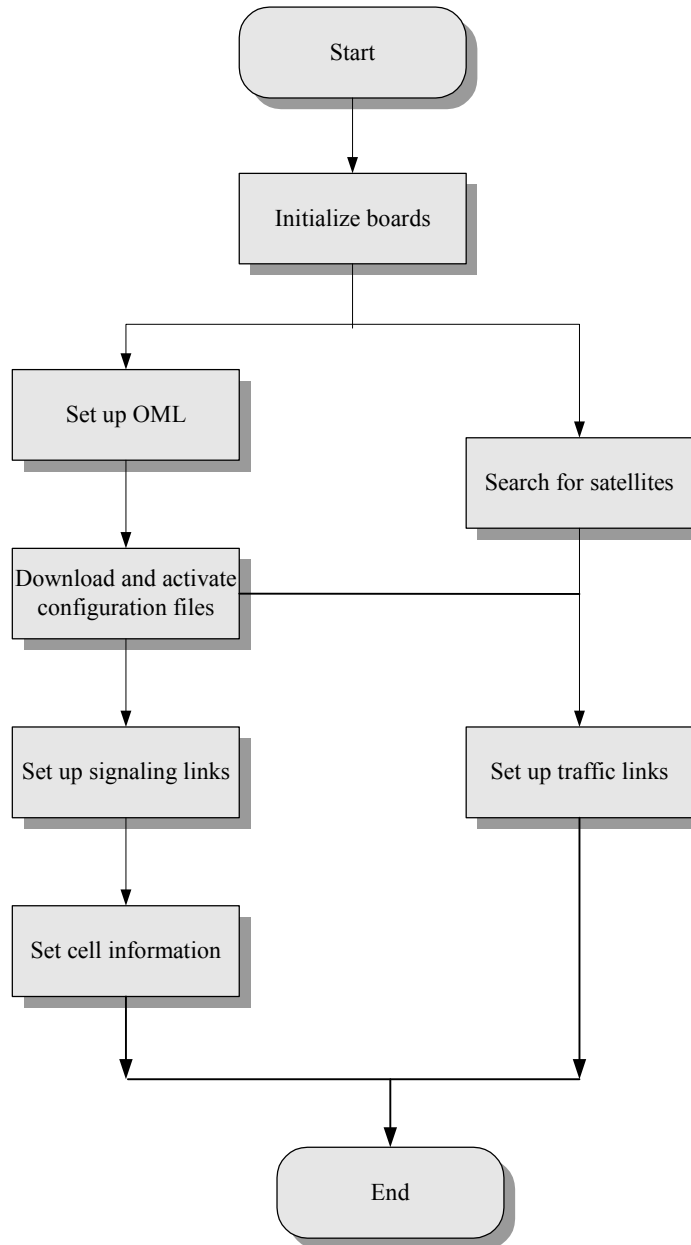 Start
Initialize boards
Set up OML
Search for satellites
Download and activate
configuration files
Set up signaling links
Set up traffic links
Set cell information
End